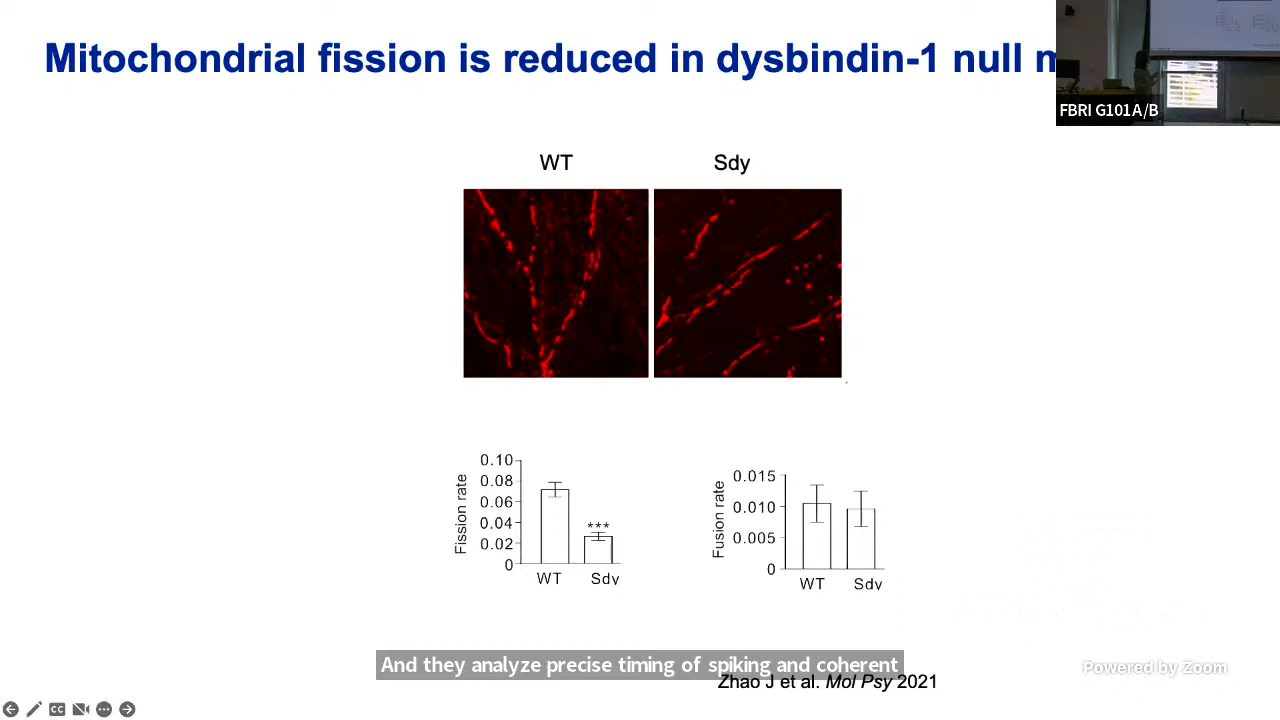 Mitochondrial fission is reduced in dysbindin-1 null m
FBRI G101A/B
WT
Sdy
0.10
0.08
0.06
0.04
0.02
0
Fission rate
***
WT
Sdy
0.015
0.010
0.005
0
Fusion rate
WT
Sdy
And they analyze precise timing of spiking and coherent
Zhao J et al. Mol Psy 2021
Powered by Zoom
CC